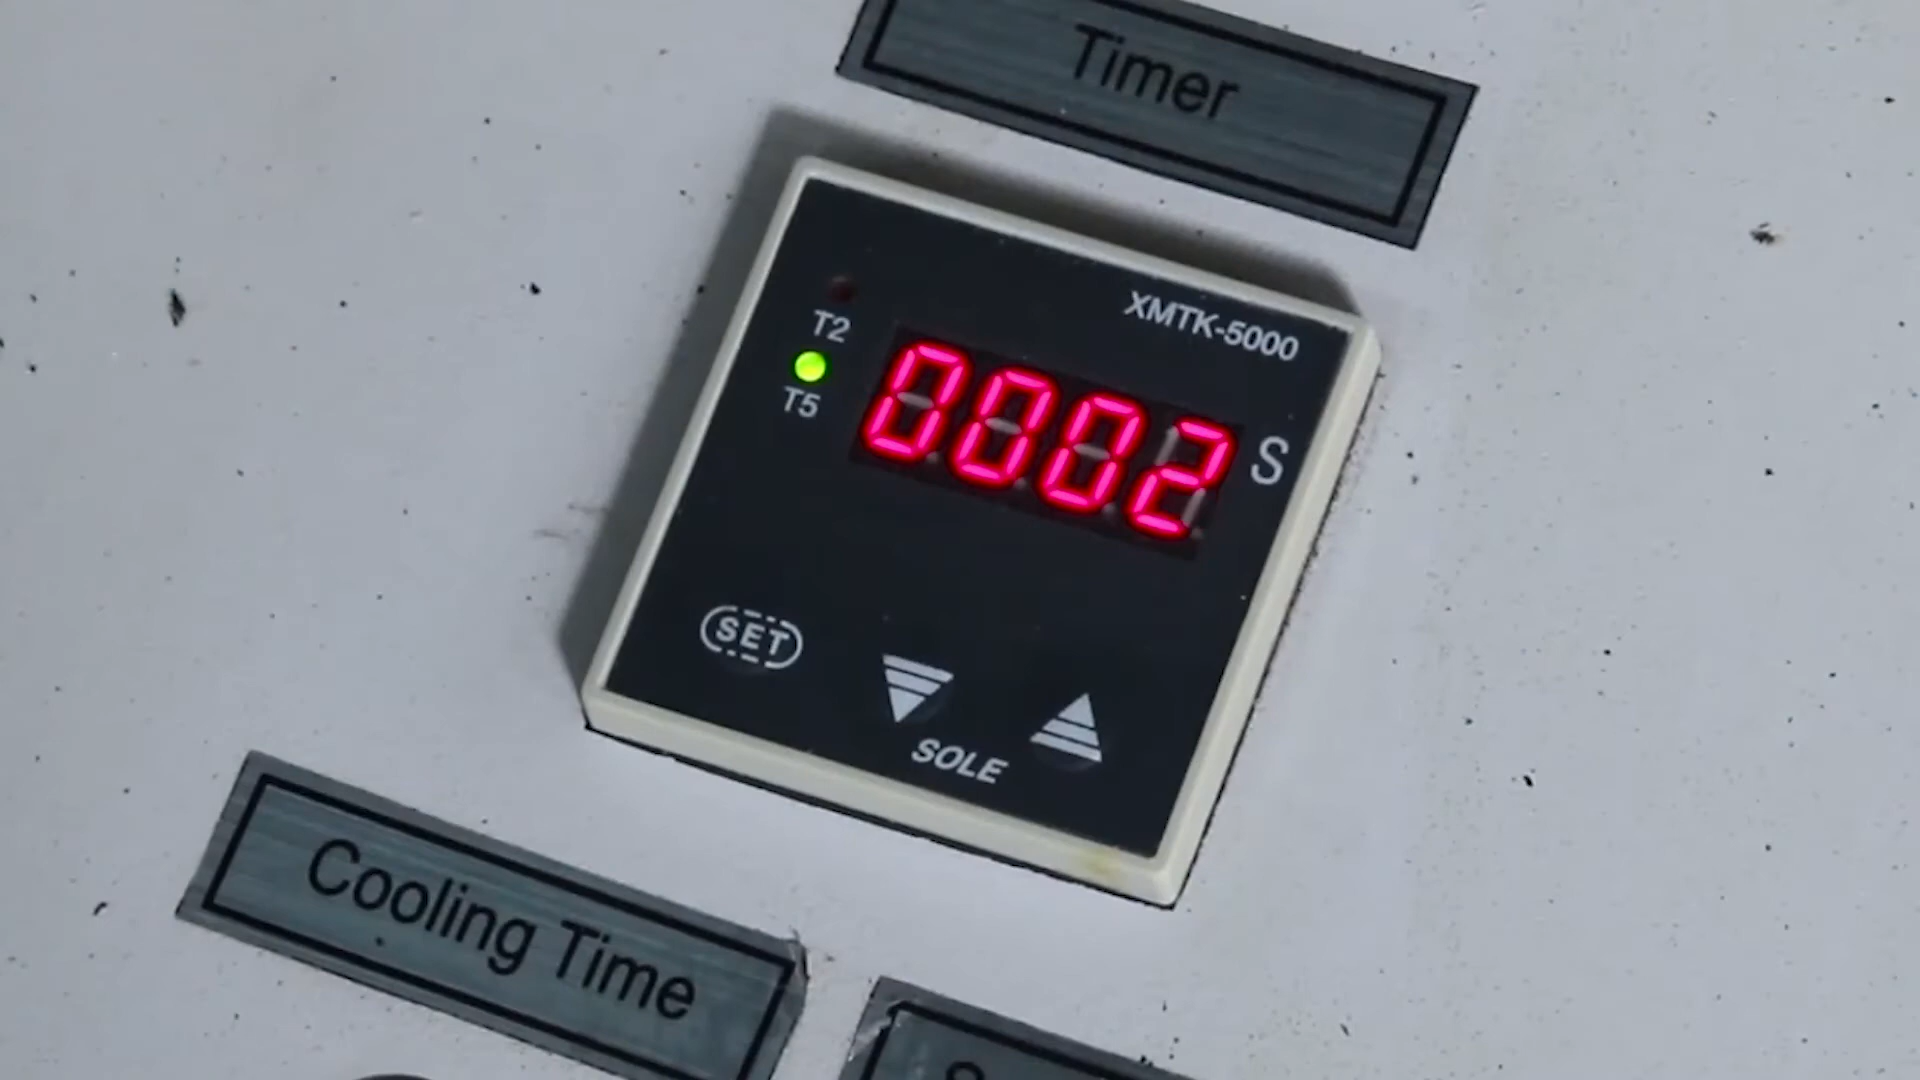 Timer
XMTK-5000
T2
0002 S
T5
SET
SOLE
Cooling Time